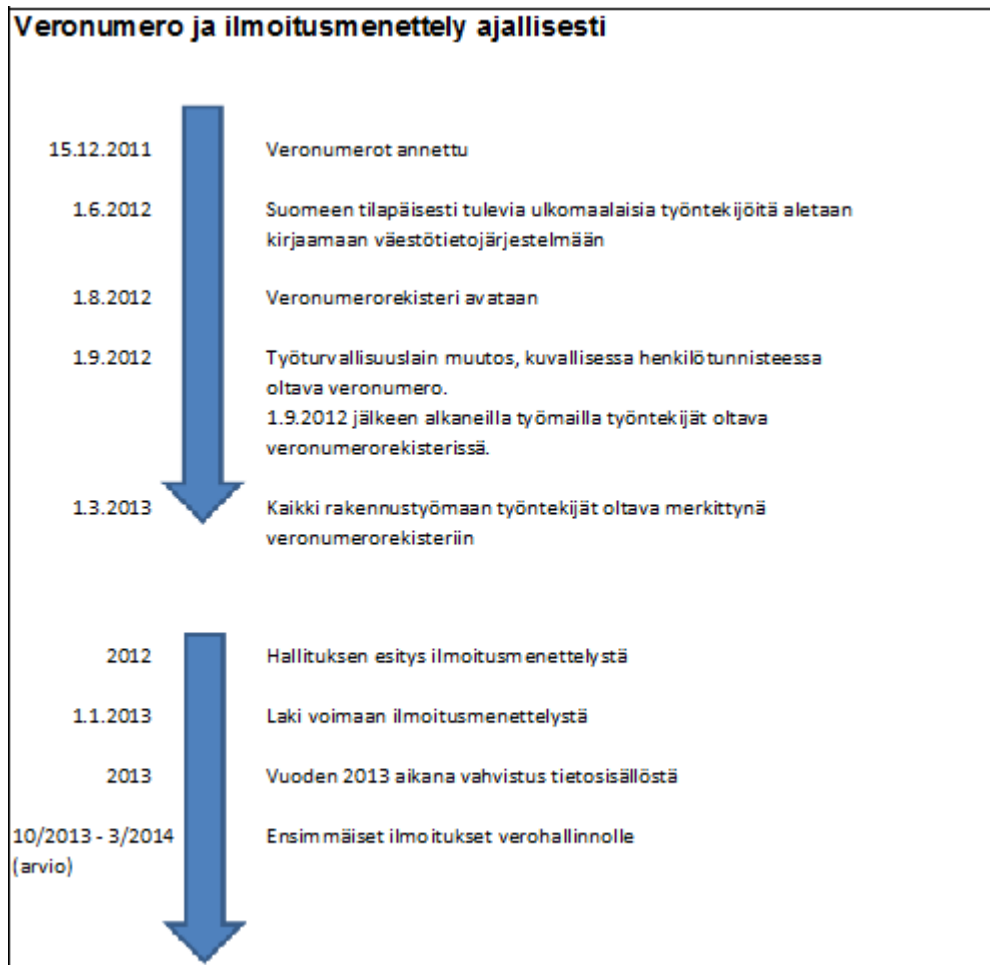 Veronumero ja ilmoitusmenettely ajallisesti
15.12.2011 Veronumerot annettu
1.6.2012 Suomeen tilapäisesti tulevia ulkomaalaisia työntekijöitä aletaan
kirjaamaan väestötietojärjestelmään
1.8.2012 Veronumerorekisteri avataan
1.9.2012 Työturvallisuuslain muutos, kuvallisessa henkilötunnisteessa
oltava veronumero.
1.9.2012 jälkeen alkaneilla työmailla työntekijät oltava
veronumerorekisterissä.
1.3.2013 Kaikki rakennustyömaan työntekijät oltava merkittynä
veronumerorekisteriin
2012 Hallituksen esitys ilmoitusmenettelystä
1.1.2013 Laki voimaan ilmoitusmenettelystä
2013 Vuoden 2013 aikana vahvistus tietosisällöstä
10/2013 - 3/2014 Ensimmäiset ilmoitukset verohallinnolle
(arvio)